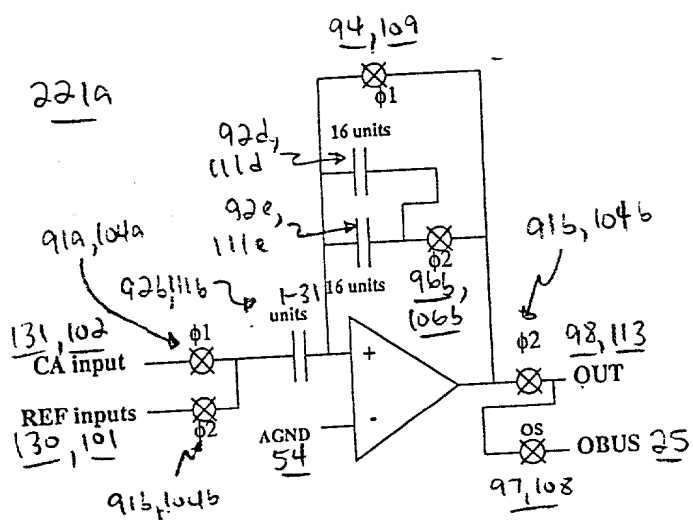 94, 109
221a
φ1
92d, 111d
16 units
92e, 111e
91a, 104a
91b, 104b
φ2
92b, 111b
1-31 units
16 units
96b, 106b
131, 102
φ1
CA input
φ2
98, 113
OUT
+
REF inputs
130, 101
φ2
AGND
54
-
os
OBUS 25
91b, 104b
97, 108